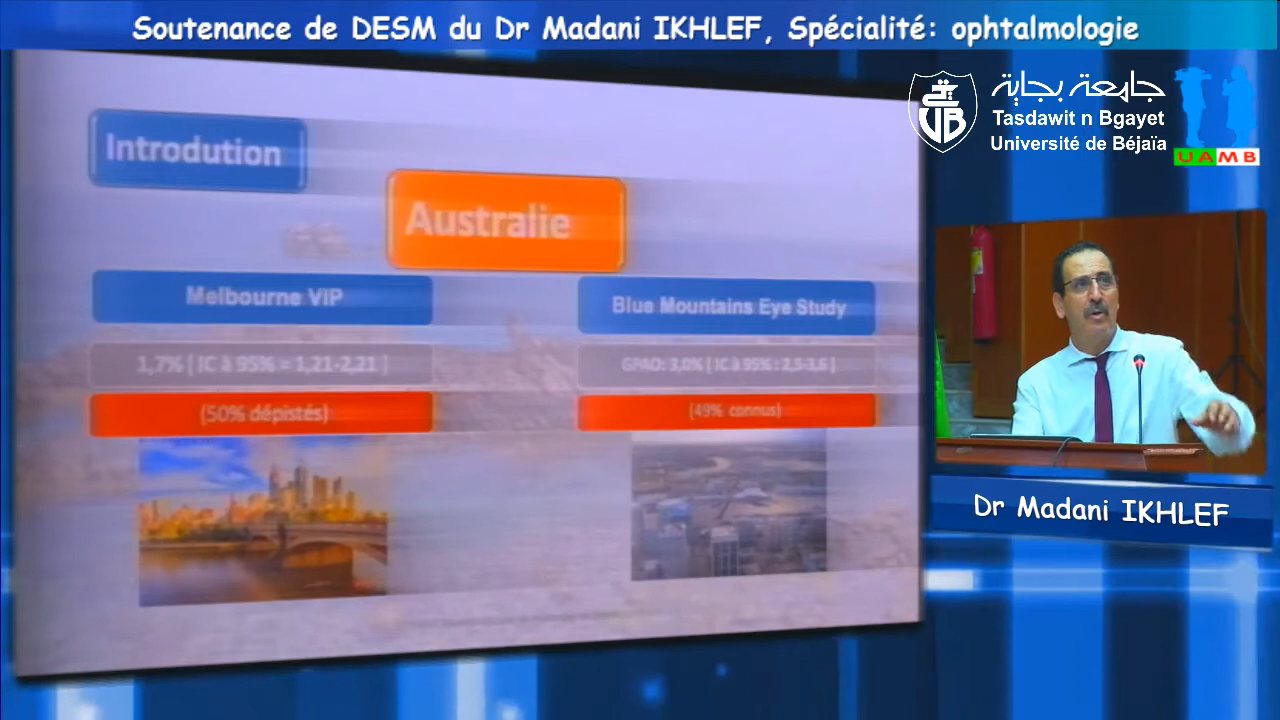 Soutenance de DESM du Dr Madani IKHLEF, Spécialité: ophtalmologie
جامعة بجاية
Tasdawit n Bgayet
Université de Béjaïa
UAMB
Introdution
Australie
Melbourne VIP
1,7% [ IC à 95% = 1,21-2,21 ]
(50% dépistés)
Blue Mountains Eye Study
GPAO: 3,0% [ IC à 95% : 2,5-3,6 ]
(49% connus)
Dr Madani IKHLEF